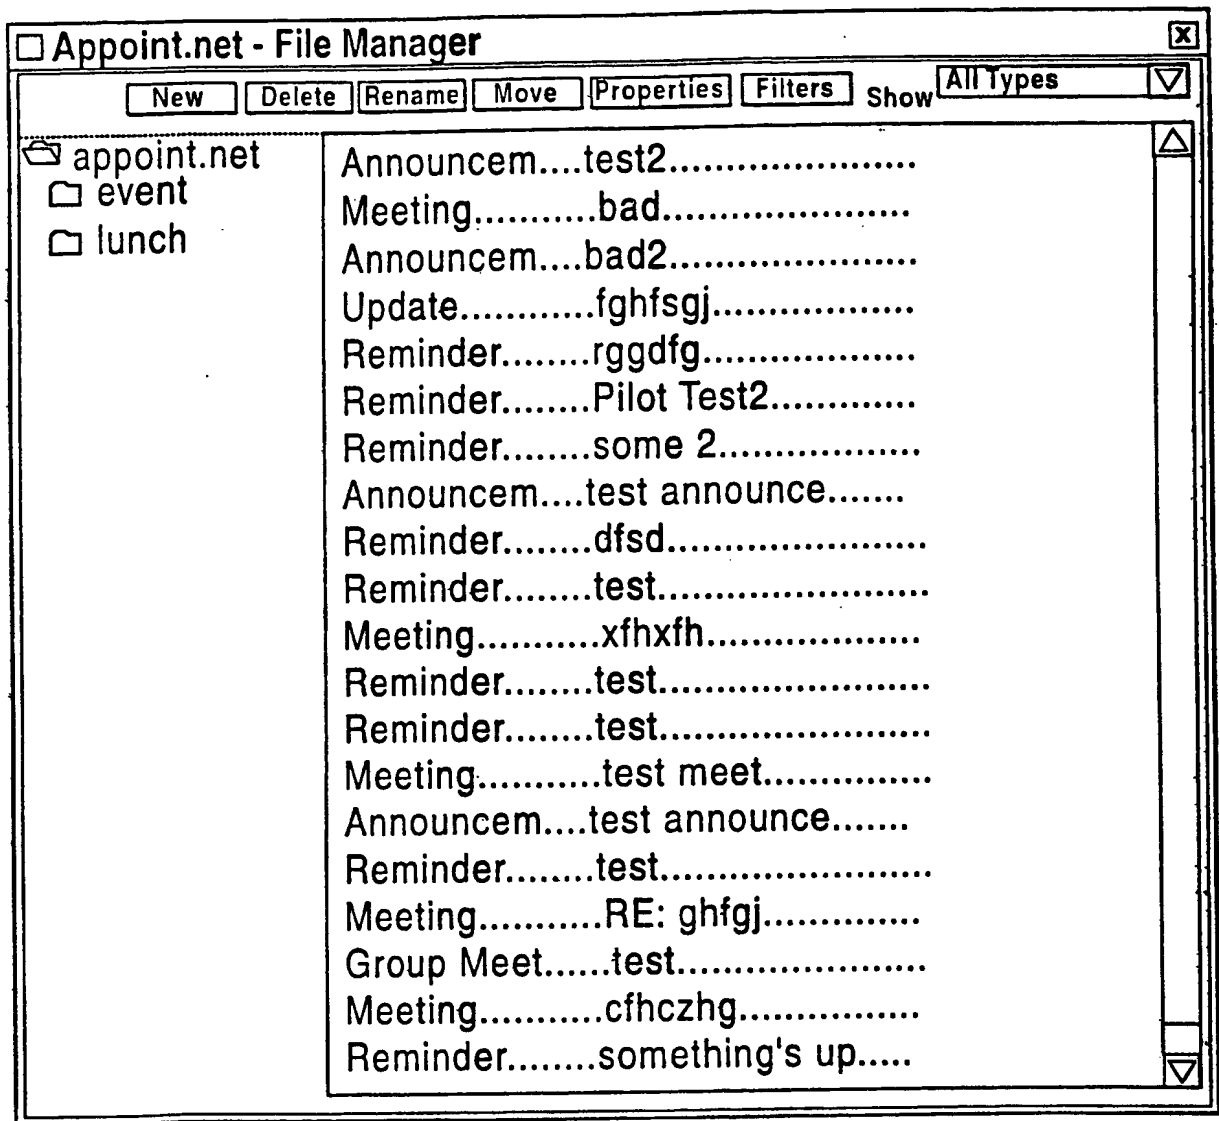 Appoint.net - File Manager
New Delete Rename Move Properties Filters Show All Types
appoint.net
event
lunch
Announcem....test2.......................
Meeting...........bad......................
Announcem....bad2......................
Update............fghfsgj..................
Reminder........rggdfg...................
Reminder........Pilot Test2.............
Reminder........some 2..................
Announcem....test announce.......
Reminder........dfsd.......................
Reminder........test........................
Meeting...........xfhxfh...................
Reminder........test........................
Reminder........test........................
Meeting...........test meet...............
Announcem....test announce.......
Reminder........test........................
Meeting...........RE: ghfgj..............
Group Meet......test......................
Meeting...........cfhczhg................
Reminder........something's up.....